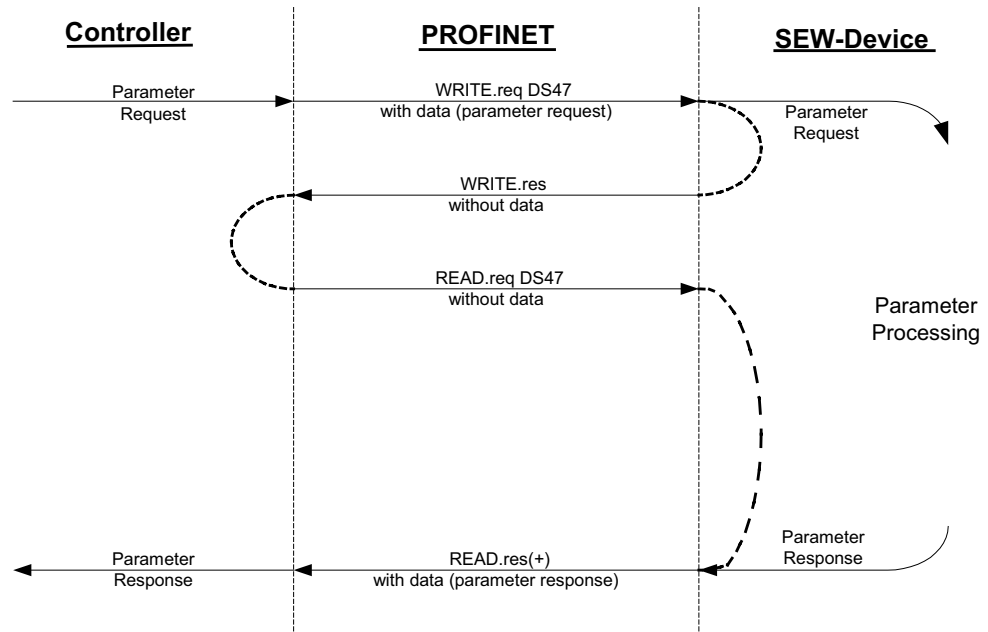 Controller
PROFINET
SEW-Device
Parameter
Request
WRITE.req DS47
with data (parameter request)
Parameter
Request
WRITE.res
without data
READ.req DS47
without data
Parameter
Processing
Parameter
Response
READ.res(+)
with data (parameter response)
Parameter
Response